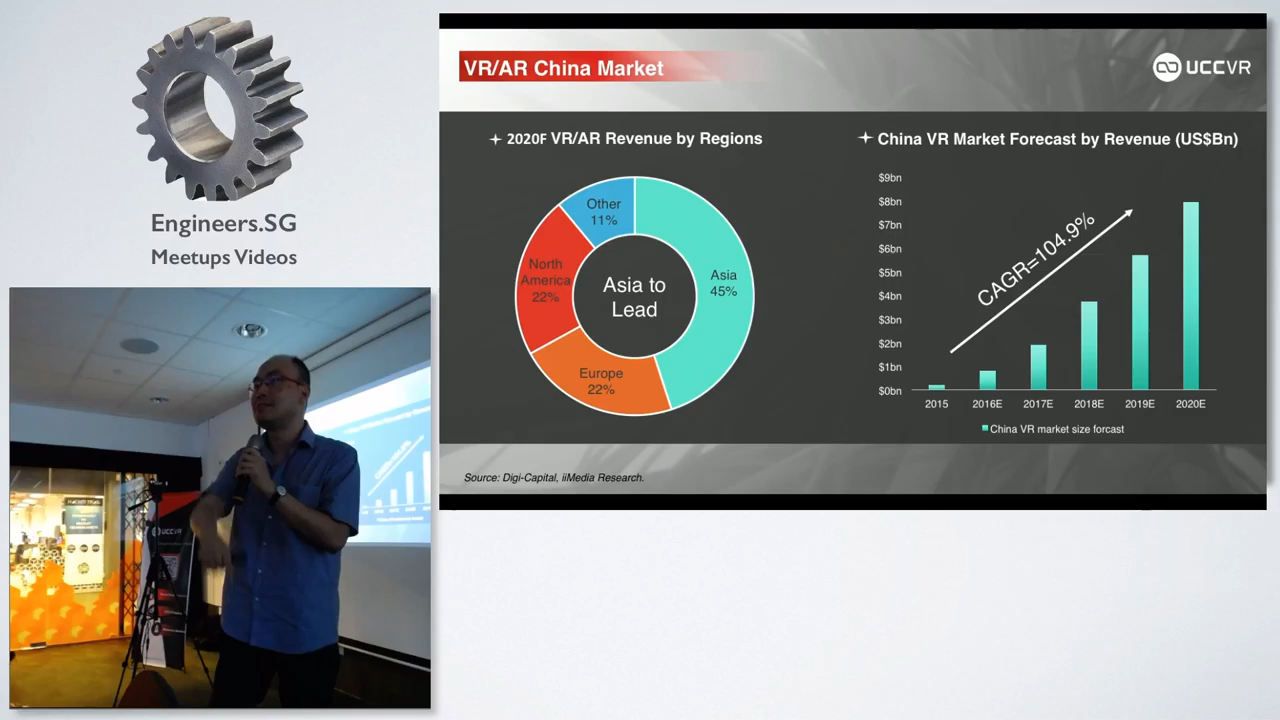 Engineers.SG
Meetups Videos
VR/AR China Market
UCCVR
2020F VR/AR Revenue by Regions
Other
11%
North
America
22%
Asia to
Lead
Asia
45%
Europe
22%
China VR Market Forecast by Revenue (US$Bn)
$9bn
$8bn
$7bn
$6bn
$5bn
$4bn
$3bn
$2bn
$1bn
$0bn
CAGR=104.9%
2015 2016E 2017E 2018E 2019E 2020E
China VR market size forcast
Source: Digi-Capital, iiMedia Research.
UCCVR